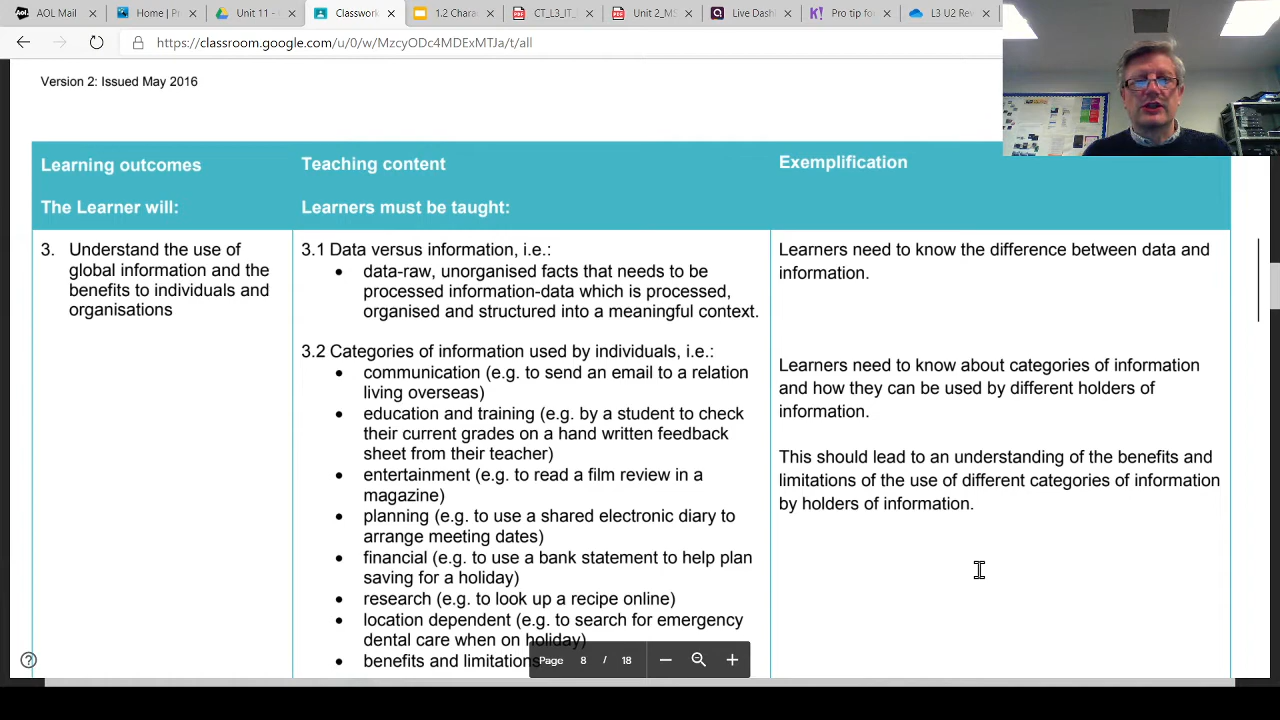 AOL Mail
Home | Pr
Unit 11 -
Classwork
1.2 Chara
CT_L3_IT_
Unit 2_MS
Live Dash
Pro tip fo
L3 U2 Rev
https://classroom.google.com/u/0/w/MzcyODc4MDExMTJa/t/all
Version 2: Issued May 2016
Learning outcomes
The Learner will:
Teaching content
Learners must be taught:
Exemplification
3. Understand the use of
global information and the
benefits to individuals and
organisations
3.1 Data versus information, i.e.:
• data-raw, unorganised facts that needs to be
processed information-data which is processed,
organised and structured into a meaningful context.
3.2 Categories of information used by individuals, i.e.:
• communication (e.g. to send an email to a relation
living overseas)
• education and training (e.g. by a student to check
their current grades on a hand written feedback
sheet from their teacher)
• entertainment (e.g. to read a film review in a
magazine)
• planning (e.g. to use a shared electronic diary to
arrange meeting dates)
• financial (e.g. to use a bank statement to help plan
saving for a holiday)
• research (e.g. to look up a recipe online)
• location dependent (e.g. to search for emergency
dental care when on holiday)
• benefits and limitations
Learners need to know the difference between data and
information.
Learners need to know about categories of information
and how they can be used by different holders of
information.
This should lead to an understanding of the benefits and
limitations of the use of different categories of information
by holders of information.
Page 8 / 18